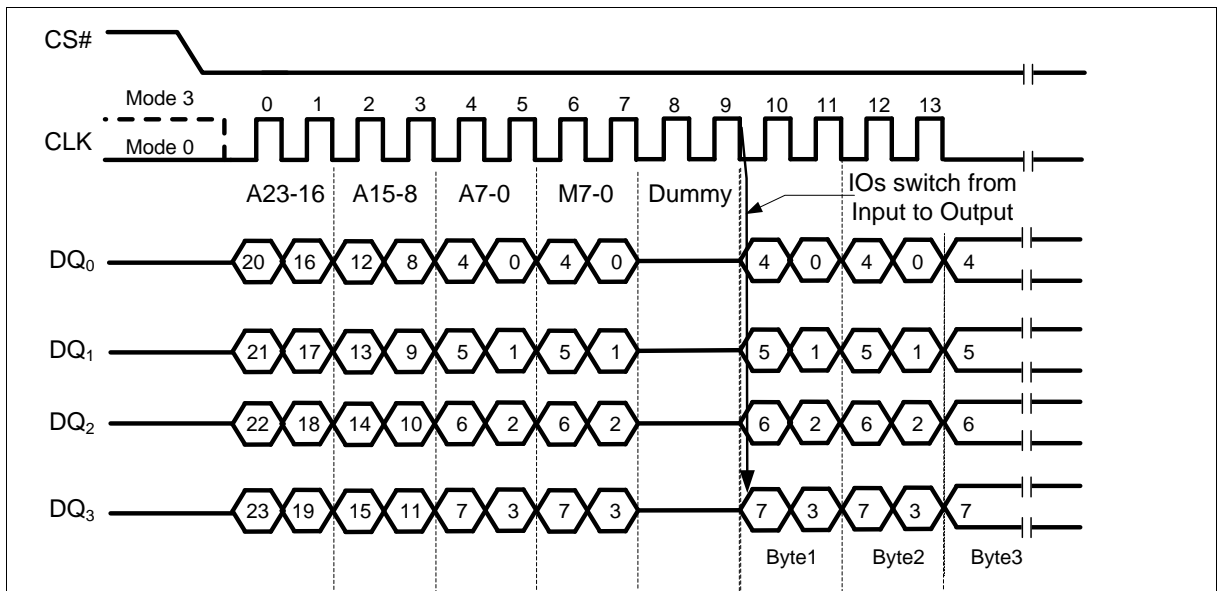 CS#
Mode 3
0 1 2 3 4 5 6 7 8 9 10 11 12 13
CLK
Mode 0
A23-16 A15-8 A7-0 M7-0 Dummy
IOs switch from
Input to Output
DQ₀ 20 16 12 8 4 0 4 0 4 0 4 0 4
DQ₁ 21 17 13 9 5 1 5 1 5 1 5 1 5
DQ₂ 22 18 14 10 6 2 6 2 6 2 6 2 6
DQ₃ 23 19 15 11 7 3 7 3 7 3 7 3 7
Byte1 Byte2 Byte3